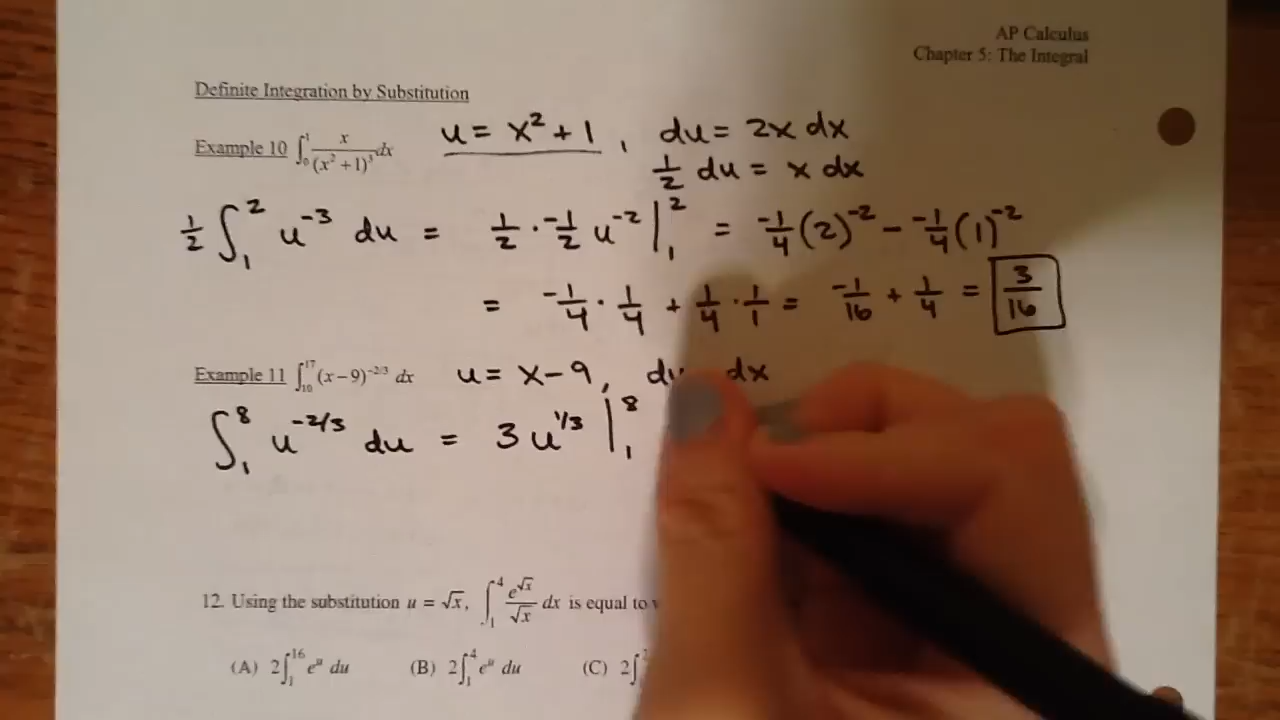 AP Calculus
Chapter 5: The Integral
Definite Integration by Substitution
Example 10 ∫₀¹ x/(x²+1)³ dx u = x² + 1, du = 2x dx
½ du = x dx
½ ∫₁² u⁻³ du = ½ · -½ u⁻² |₁² = -¼(2)⁻² - -¼(1)⁻²
= -¼ · ¼ + ¼ · 1/1 = -1/16 + ¼ = 3/16
Example 11 ∫₁₀¹⁷ (x−9)^(-2/3) dx u = x − 9, du dx
∫₁⁸ u^(-2/3) du = 3u^(1/3) |₁⁸
12. Using the substitution u = √x, ∫₁⁴ e^(√x)/√x dx is equal to
(A) 2∫₁¹⁶ eᵘ du (B) 2∫₁⁴ eᵘ du (C) 2∫